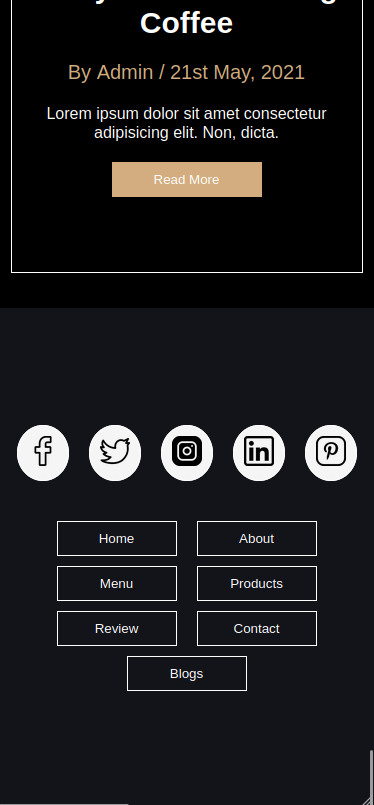 Coffee
By Admin / 21st May, 2021
Lorem ipsum dolor sit amet consectetur
adipisicing elit. Non, dicta.
Read More
in
Home
About
Menu
Products
Review
Contact
Blogs